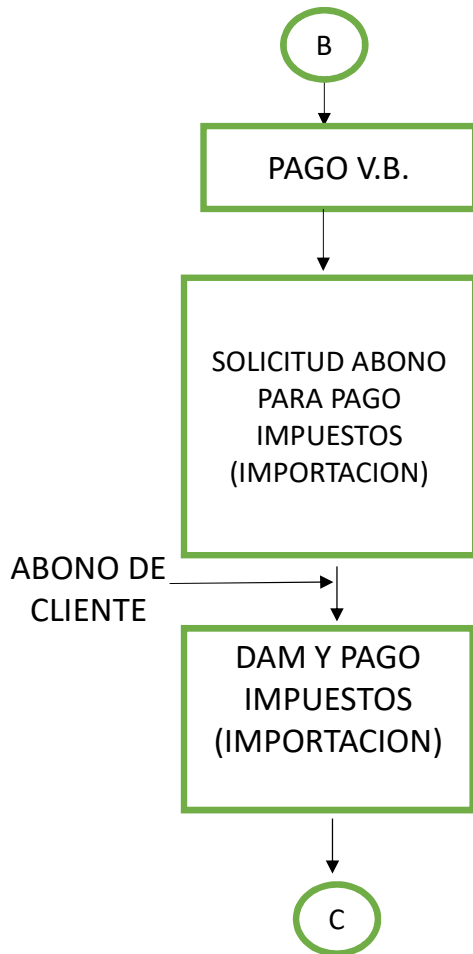 B
PAGO V.B.
SOLICITUD ABONO
PARA PAGO
IMPUESTOS
(IMPORTACION)
ABONO DE
CLIENTE
DAM Y PAGO
IMPUESTOS
(IMPORTACION)
C